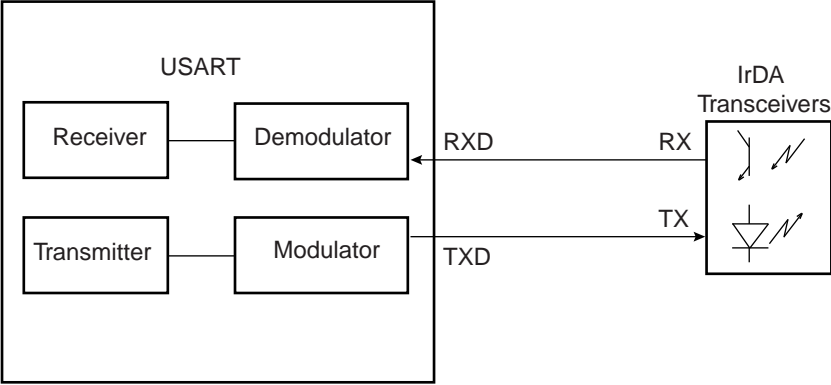 USART
IrDA
Transceivers
Receiver
Demodulator
RXD
RX
Transmitter
Modulator
TXD
TX